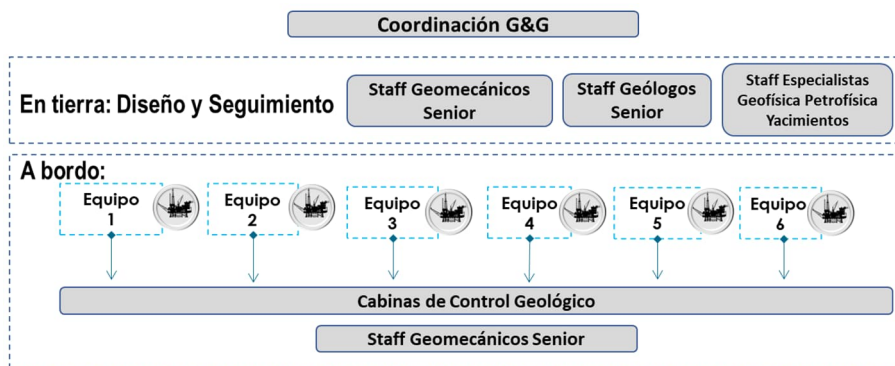 Coordinación G&G
En tierra: Diseño y Seguimiento
Staff Geomecánicos
Senior
Staff Geólogos
Senior
Staff Especialistas
Geofísica Petrofísica
Yacimientos
A bordo:
Equipo
1
Equipo
2
Equipo
3
Equipo
4
Equipo
5
Equipo
6
Cabinas de Control Geológico
Staff Geomecánicos Senior